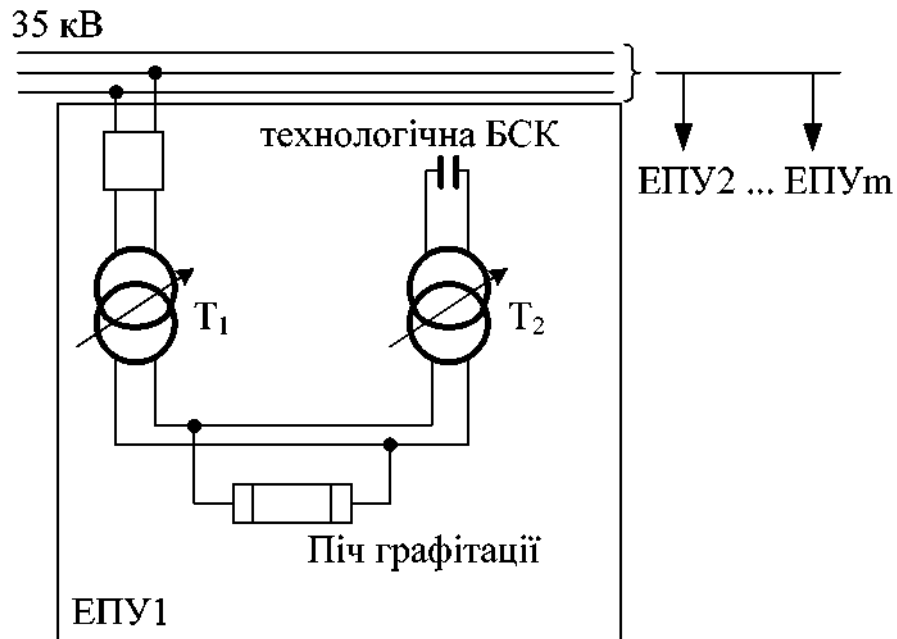 35 кВ
технологічна БСК
ЕПУ2 ... ЕПУm
T₁
T₂
Піч графітації
ЕПУ1